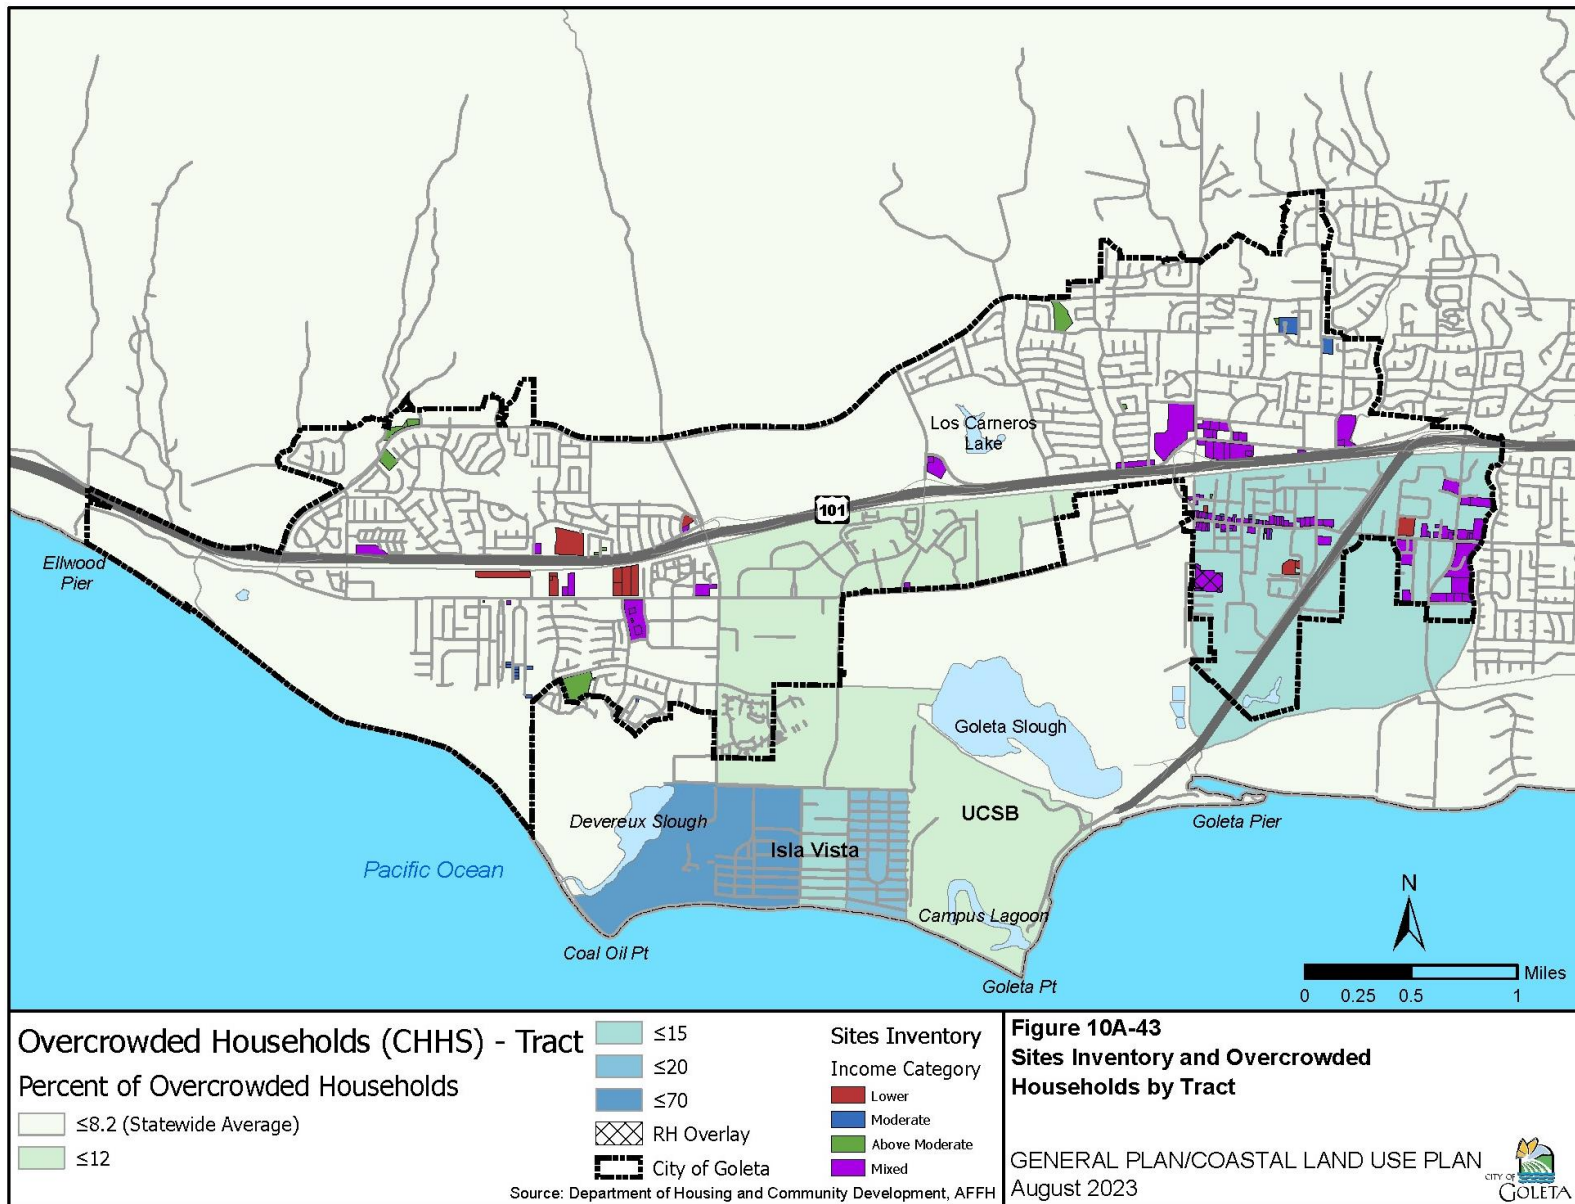 Los Carneros
Lake
101
Ellwood
Pier
Goleta Slough
UCSB
Devereux Slough
Goleta Pier
Isla Vista
Pacific Ocean
Campus Lagoon
N
Coal Oil Pt
Goleta Pt
Miles
0 0.25 0.5 1
Overcrowded Households (CHHS) - Tract
Percent of Overcrowded Households
≤8.2 (Statewide Average)
≤12
≤15
≤20
≤70
RH Overlay
City of Goleta
Sites Inventory
Income Category
Lower
Moderate
Above Moderate
Mixed
Source: Department of Housing and Community Development, AFFH
Figure 10A-43
Sites Inventory and Overcrowded
Households by Tract
GENERAL PLAN/COASTAL LAND USE PLAN
August 2023
CITY OF
GOLETA